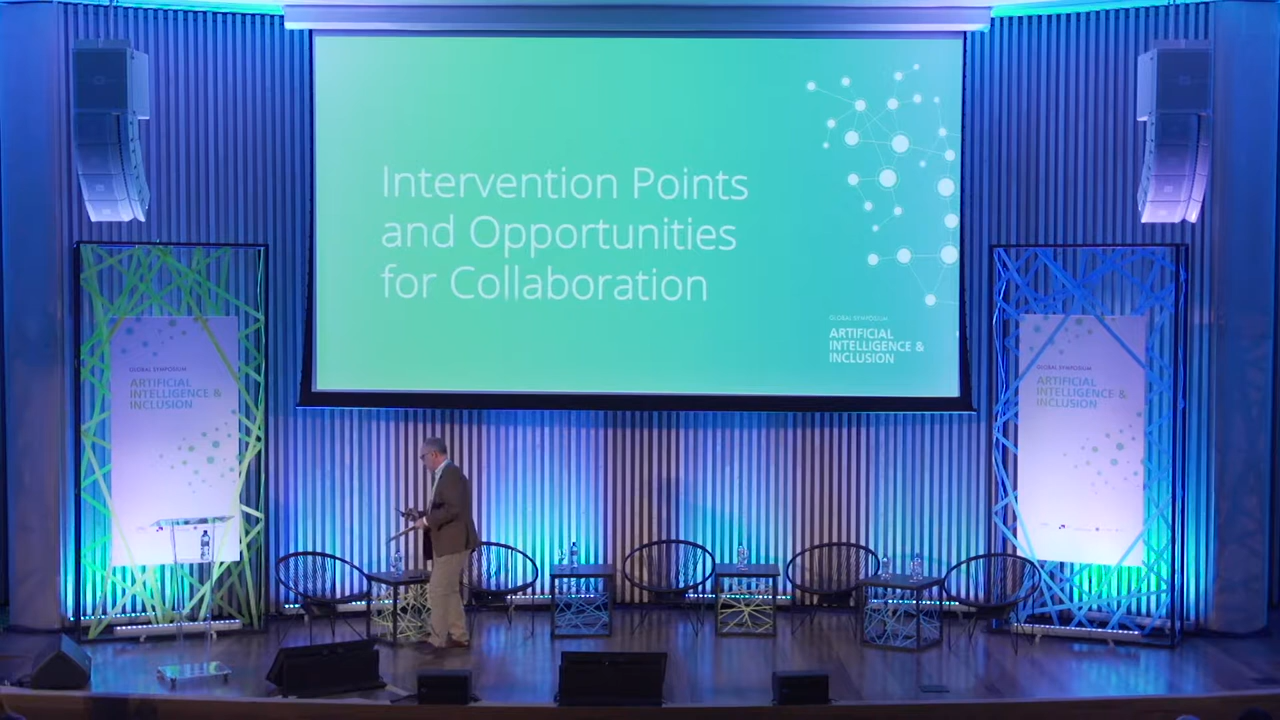 Intervention Points
and Opportunities
for Collaboration
GLOBAL SYMPOSIUM
ARTIFICIAL
INTELLIGENCE &
INCLUSION
GLOBAL SYMPOSIUM
ARTIFICIAL
INTELLIGENCE &
INCLUSION
GLOBAL SYMPOSIUM
ARTIFICIAL
INTELLIGENCE &
INCLUSION